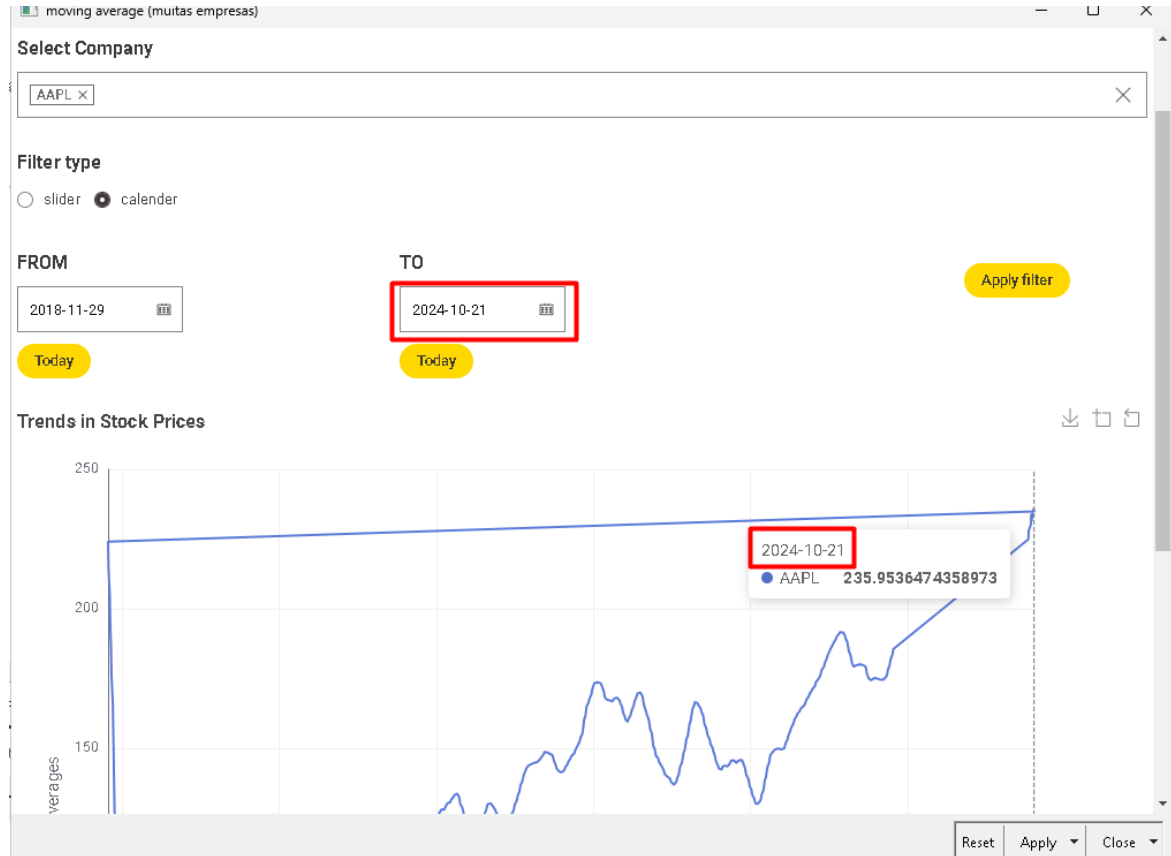 moving average (muitas empresas)
Select Company
AAPL ×
Filter type
slider calender
FROM TO
Apply filter
2018-11-29 2024-10-21
Today Today
Trends in Stock Prices
250
2024-10-21
AAPL 235.9536474358973
200
150
verages
Reset Apply Close